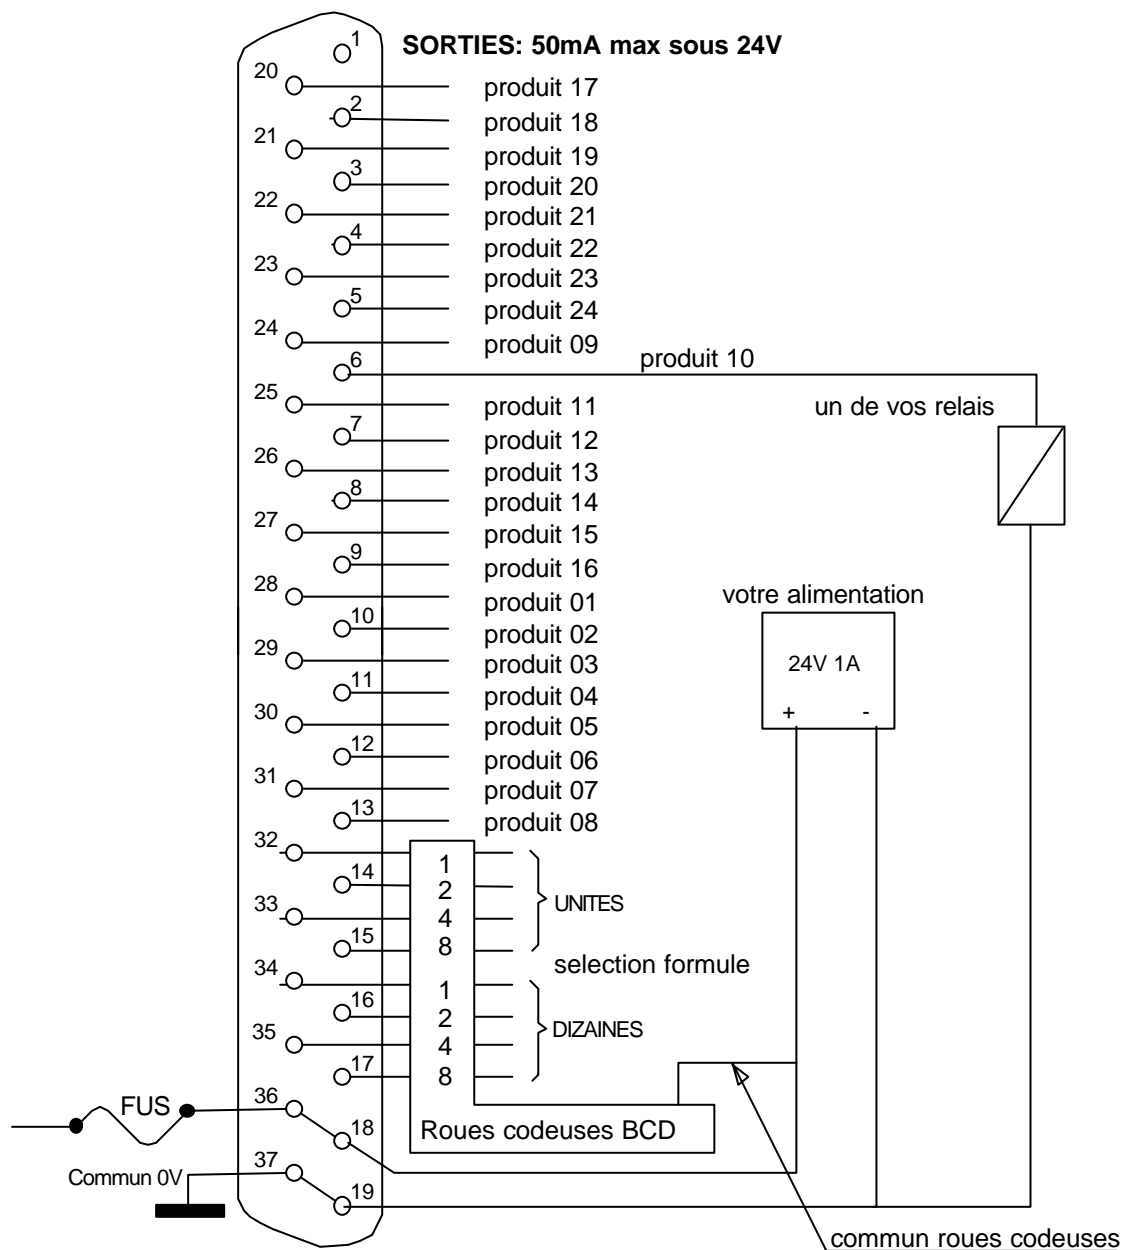 1
SORTIES: 50mA max sous 24V
20
produit 17
2
produit 18
21
produit 19
3
produit 20
22
produit 21
4
produit 22
23
produit 23
5
produit 24
24
produit 09
6
produit 10
25
produit 11
un de vos relais
7
produit 12
26
produit 13
8
produit 14
27
produit 15
9
produit 16
28
produit 01
votre alimentation
10
produit 02
29
produit 03
24V 1A
11
produit 04
30
produit 05
+ -
12
produit 06
31
produit 07
13
produit 08
32
1
14
2
UNITES
33
4
15
8
selection formule
34
1
16
2
DIZAINES
35
4
17
8
FUS
36
18
Roues codeuses BCD
37
Commun 0V
19
commun roues codeuses